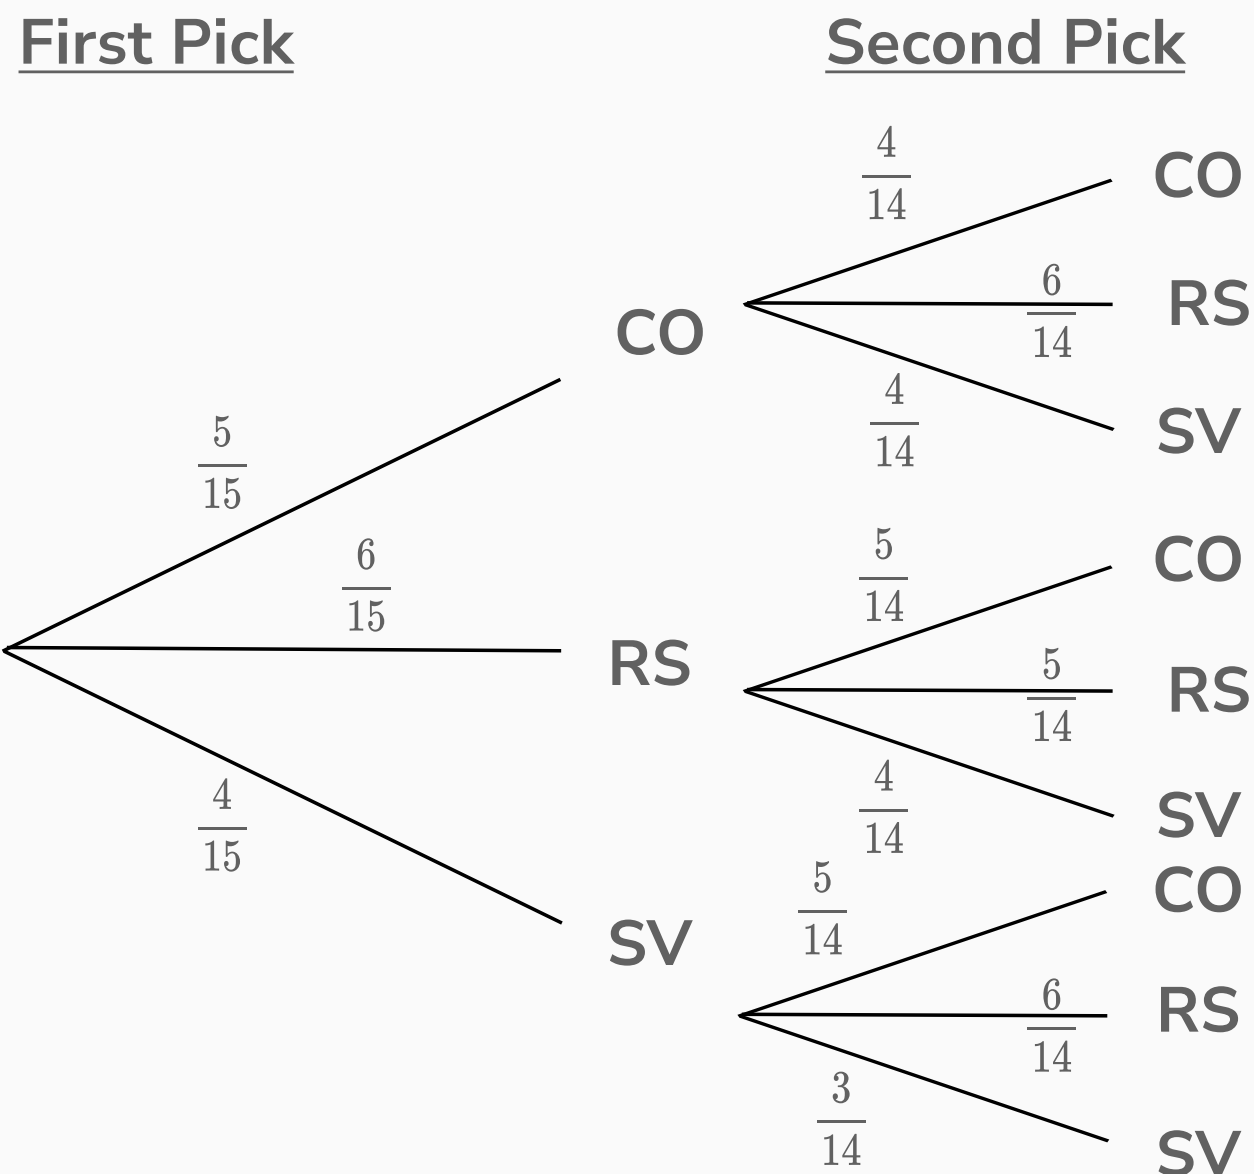 First Pick
Second Pick
4/14
CO
6/14
RS
CO
4/14
SV
5/15
6/15
5/14
CO
RS
5/14
RS
4/15
4/14
SV
5/14
CO
SV
6/14
RS
3/14
SV